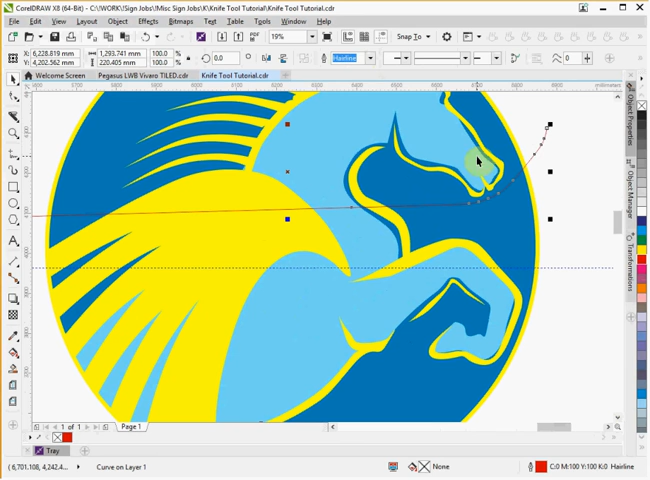 CorelDRAW X8 (64-Bit) - C:\WORK\Sign Jobs\Misc Sign Jobs\K\Knife Tool Tutorial\Knife Tool Tutorial.cdr
File Edit View Layout Object Effects Bitmaps Text Table Tools Window Help
19% Snap To
X: 6,228.819 mm 1,293.741 mm 100.0 % 0.0 Hairline 0
Y: 4,202.562 mm 220.405 mm 100.0 %
Welcome Screen Pegasus LWB Vivaro TiLED.cdr Knife Tool Tutorial.cdr
millimeters
Object Properties
Object Manager
Transformations
1 of 1 Page 1
Tray
( 6,701.108, 4,242.4... Curve on Layer 1 None C:0 M:100 Y:100 K:0 Hairline